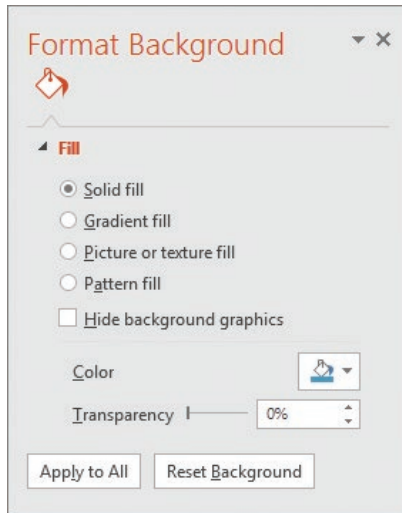 Format Background
Fill
Solid fill
Gradient fill
Picture or texture fill
Pattern fill
Hide background graphics
Color
Transparency 0%
Apply to All Reset Background